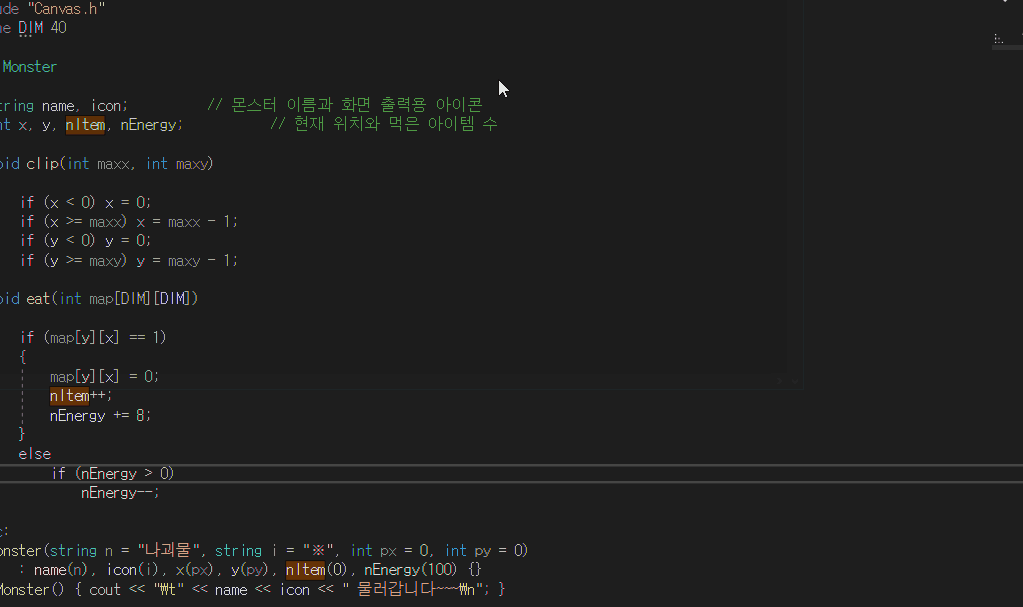 ude "Canvas.h"
ne DIM 40
Monster
tring name, icon; // 몬스터 이름과 화면 출력용 아이콘
nt x, y, nItem, nEnergy; // 현재 위치와 먹은 아이템 수
oid clip(int maxx, int maxy)
if (x < 0) x = 0;
if (x >= maxx) x = maxx - 1;
if (y < 0) y = 0;
if (y >= maxy) y = maxy - 1;
oid eat(int map[DIM][DIM])
if (map[y][x] == 1)
{
map[y][x] = 0;
nItem++;
nEnergy += 8;
}
else
if (nEnergy > 0)
nEnergy--;
c:
onster(string n = "나괴물", string i = "※", int px = 0, int py = 0)
: name(n), icon(i), x(px), y(py), nItem(0), nEnergy(100) {}
Monster() { cout << "₩t" << name << icon << " 물러갑니다~~~₩n"; }